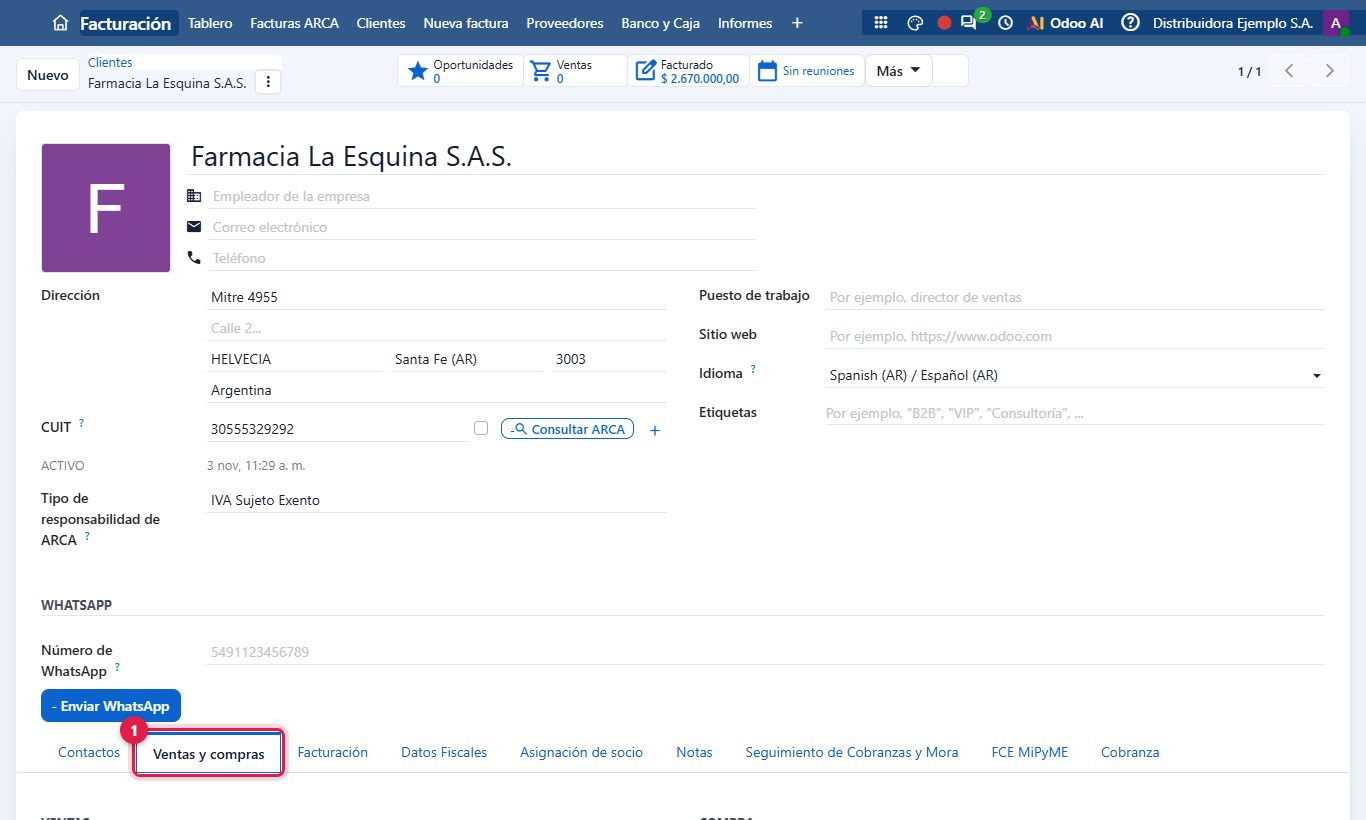 Facturación Tablero Facturas ARCA Clientes Nueva factura Proveedores Banco y Caja Informes + 2 Odoo AI Distribuidora Ejemplo S.A. A
Nuevo
Clientes
Farmacia La Esquina S.A.S.
Oportunidades
0
Ventas
0
Facturado
$ 2.670.000,00
Sin reuniones
Más
1 / 1
F
Farmacia La Esquina S.A.S.
Empleador de la empresa
Correo electrónico
Teléfono
Dirección
Mitre 4955
Calle 2...
HELVECIA Santa Fe (AR) 3003
Argentina
CUIT ? 30555329292 - Consultar ARCA +
ACTIVO 3 nov, 11:29 a. m.
Tipo de
responsabilidad de
ARCA ?
IVA Sujeto Exento
Puesto de trabajo Por ejemplo, director de ventas
Sitio web Por ejemplo, https://www.odoo.com
Idioma ? Spanish (AR) / Español (AR)
Etiquetas Por ejemplo, "B2B", "VIP", "Consultoría", ...
WHATSAPP
Número de
WhatsApp ?
5491123456789
- Enviar WhatsApp
1
Contactos Ventas y compras Facturación Datos Fiscales Asignación de socio Notas Seguimiento de Cobranzas y Mora FCE MiPyME Cobranza
VENTAS COMPRA